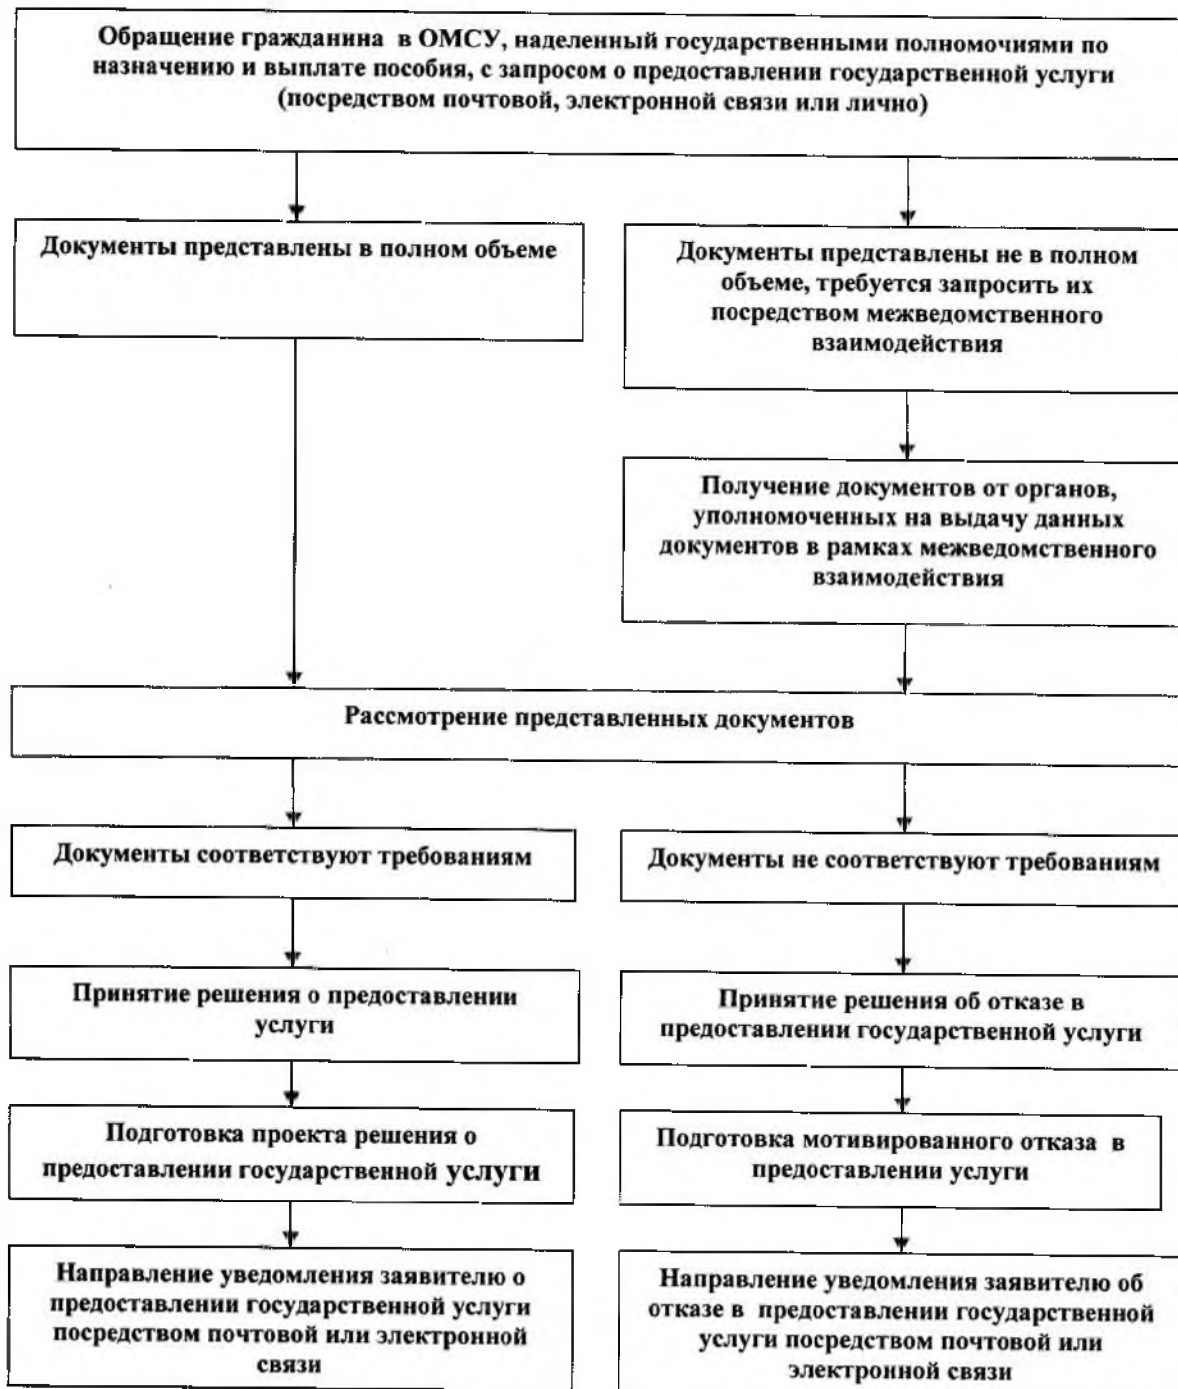 Обращение гражданина в ОМСУ, наделенный государственными полномочиями по
назначению и выплате пособия, с запросом о предоставлении государственной услуги
(посредством почтовой, электронной связи или лично)
Документы представлены в полном объеме
Документы представлены не в полном
объеме, требуется запросить их
посредством межведомственного
взаимодействия
Получение документов от органов,
уполномоченных на выдачу данных
документов в рамках межведомственного
взаимодействия
Рассмотрение представленных документов
Документы соответствуют требованиям
Документы не соответствуют требованиям
Принятие решения о предоставлении
услуги
Принятие решения об отказе в
предоставлении государственной услуги
Подготовка проекта решения о
предоставлении государственной услуги
Подготовка мотивированного отказа в
предоставлении услуги
Направление уведомления заявителю о
предоставлении государственной услуги
посредством почтовой или электронной
связи
Направление уведомления заявителю об
отказе в предоставлении государственной
услуги посредством почтовой или
электронной связи